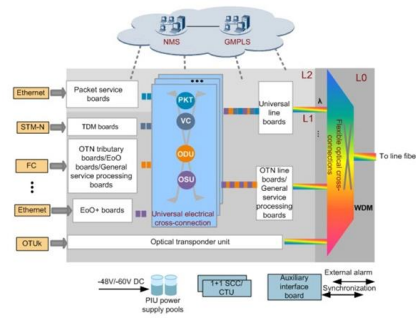 NMS
GMPLS
L2
L0
Ethernet
Packet service
boards
PKT
Universal
line
boards
L1
STM-N
TDM boards
VC
FC
OTN tributary
boards/EoO
boards/General
service processing
boards
ODU
OSU
Flexible optical cross-
connections
To line fibe
OTN line
boards/
General
service
processing
boards
Ethernet
EoO+ boards
Universal electrical
cross-connection
WDM
OTUk
Optical transponder unit
-48V/-60V DC
PIU power
supply pools
1+1 SCC/
CTU
Auxiliary
interface
board
External alarm
Synchronization